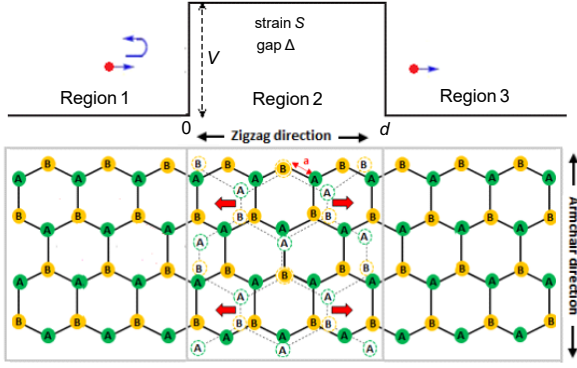 strain S
gap Δ
V
Region 1
Region 2
Region 3
0
Zigzag direction
d
B B B B B B B B B B B
a
A A A A A A A A A A
A A
B B B B B B B B B B B B
A A A A A A A A A
A A A
B B B B B B B B B B B
A A A A A A A A A A
A A
B B B B B B B B B B B B
A A A A A A A A A
A A A
Armchair direction